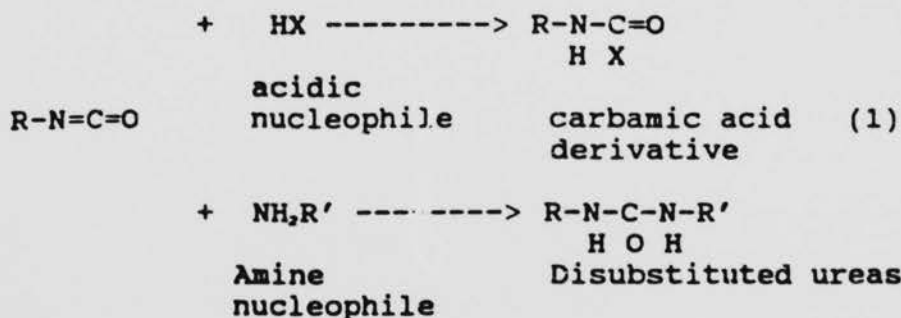 + HX ----------> R-N-C=O
H X
acidic
nucleophile carbamic acid (1)
R-N=C=O
derivative
+ NH₂R' --- ----> R-N-C-N-R'
H O H
Amine Disubstituted ureas
nucleophile